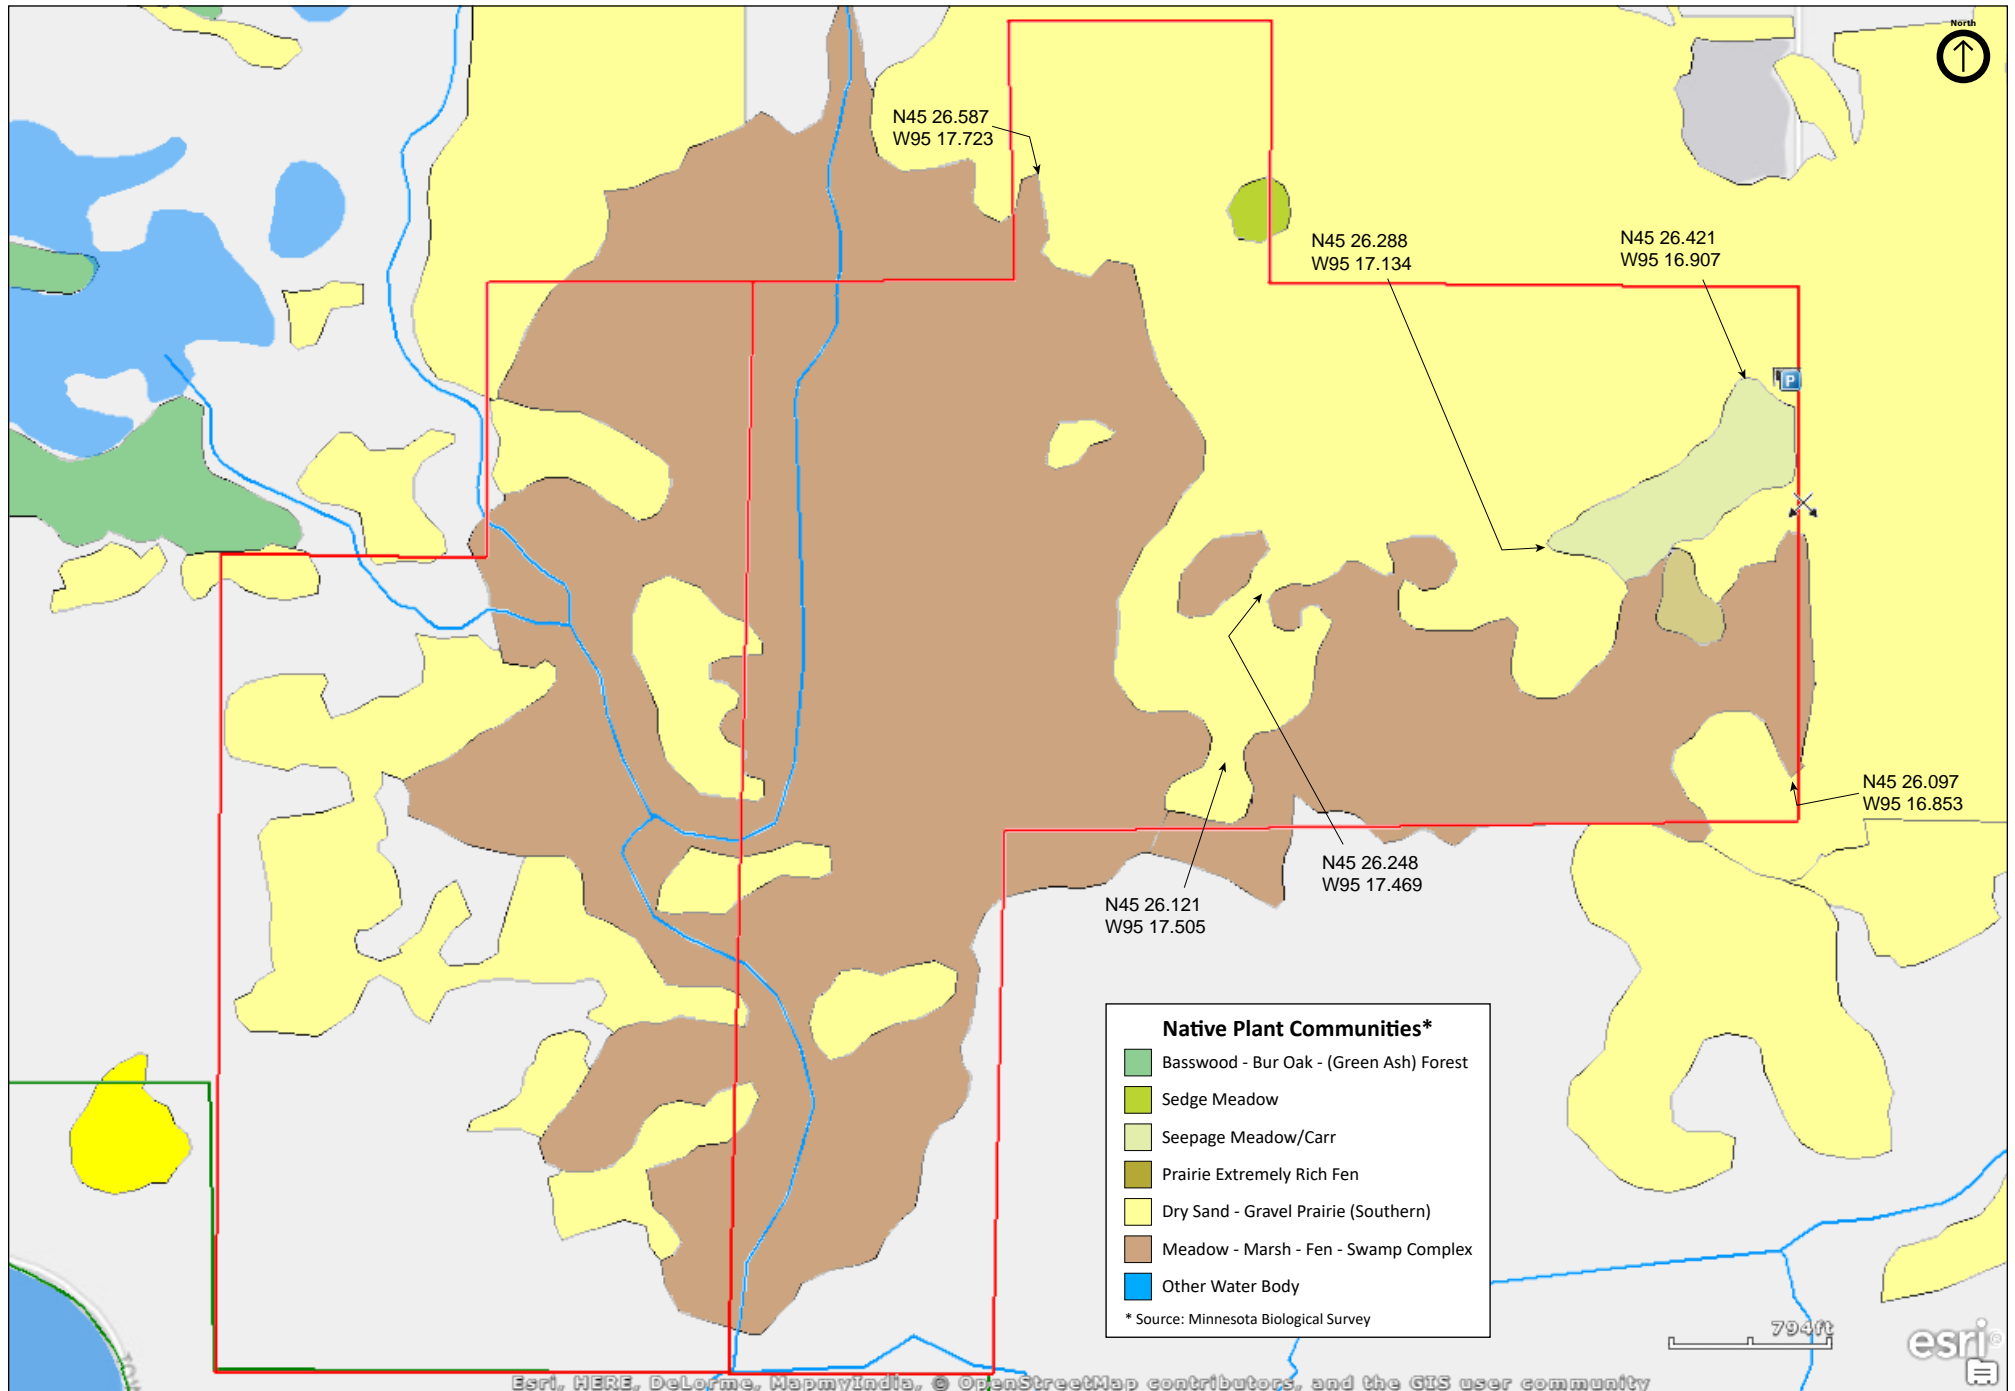 North
N45 26.587
W95 17.723
N45 26.288
W95 17.134
N45 26.421
W95 16.907
P
N45 26.097
W95 16.853
N45 26.248
W95 17.469
N45 26.121
W95 17.505
Native Plant Communities*
Basswood - Bur Oak - (Green Ash) Forest
Sedge Meadow
Seepage Meadow/Carr
Prairie Extremely Rich Fen
Dry Sand - Gravel Prairie (Southern)
Meadow - Marsh - Fen - Swamp Complex
Other Water Body
* Source: Minnesota Biological Survey
794ft
esri
Esri, HERE, DeLorme, MapmyIndia, © OpenStreetMap contributors, and the GIS user community